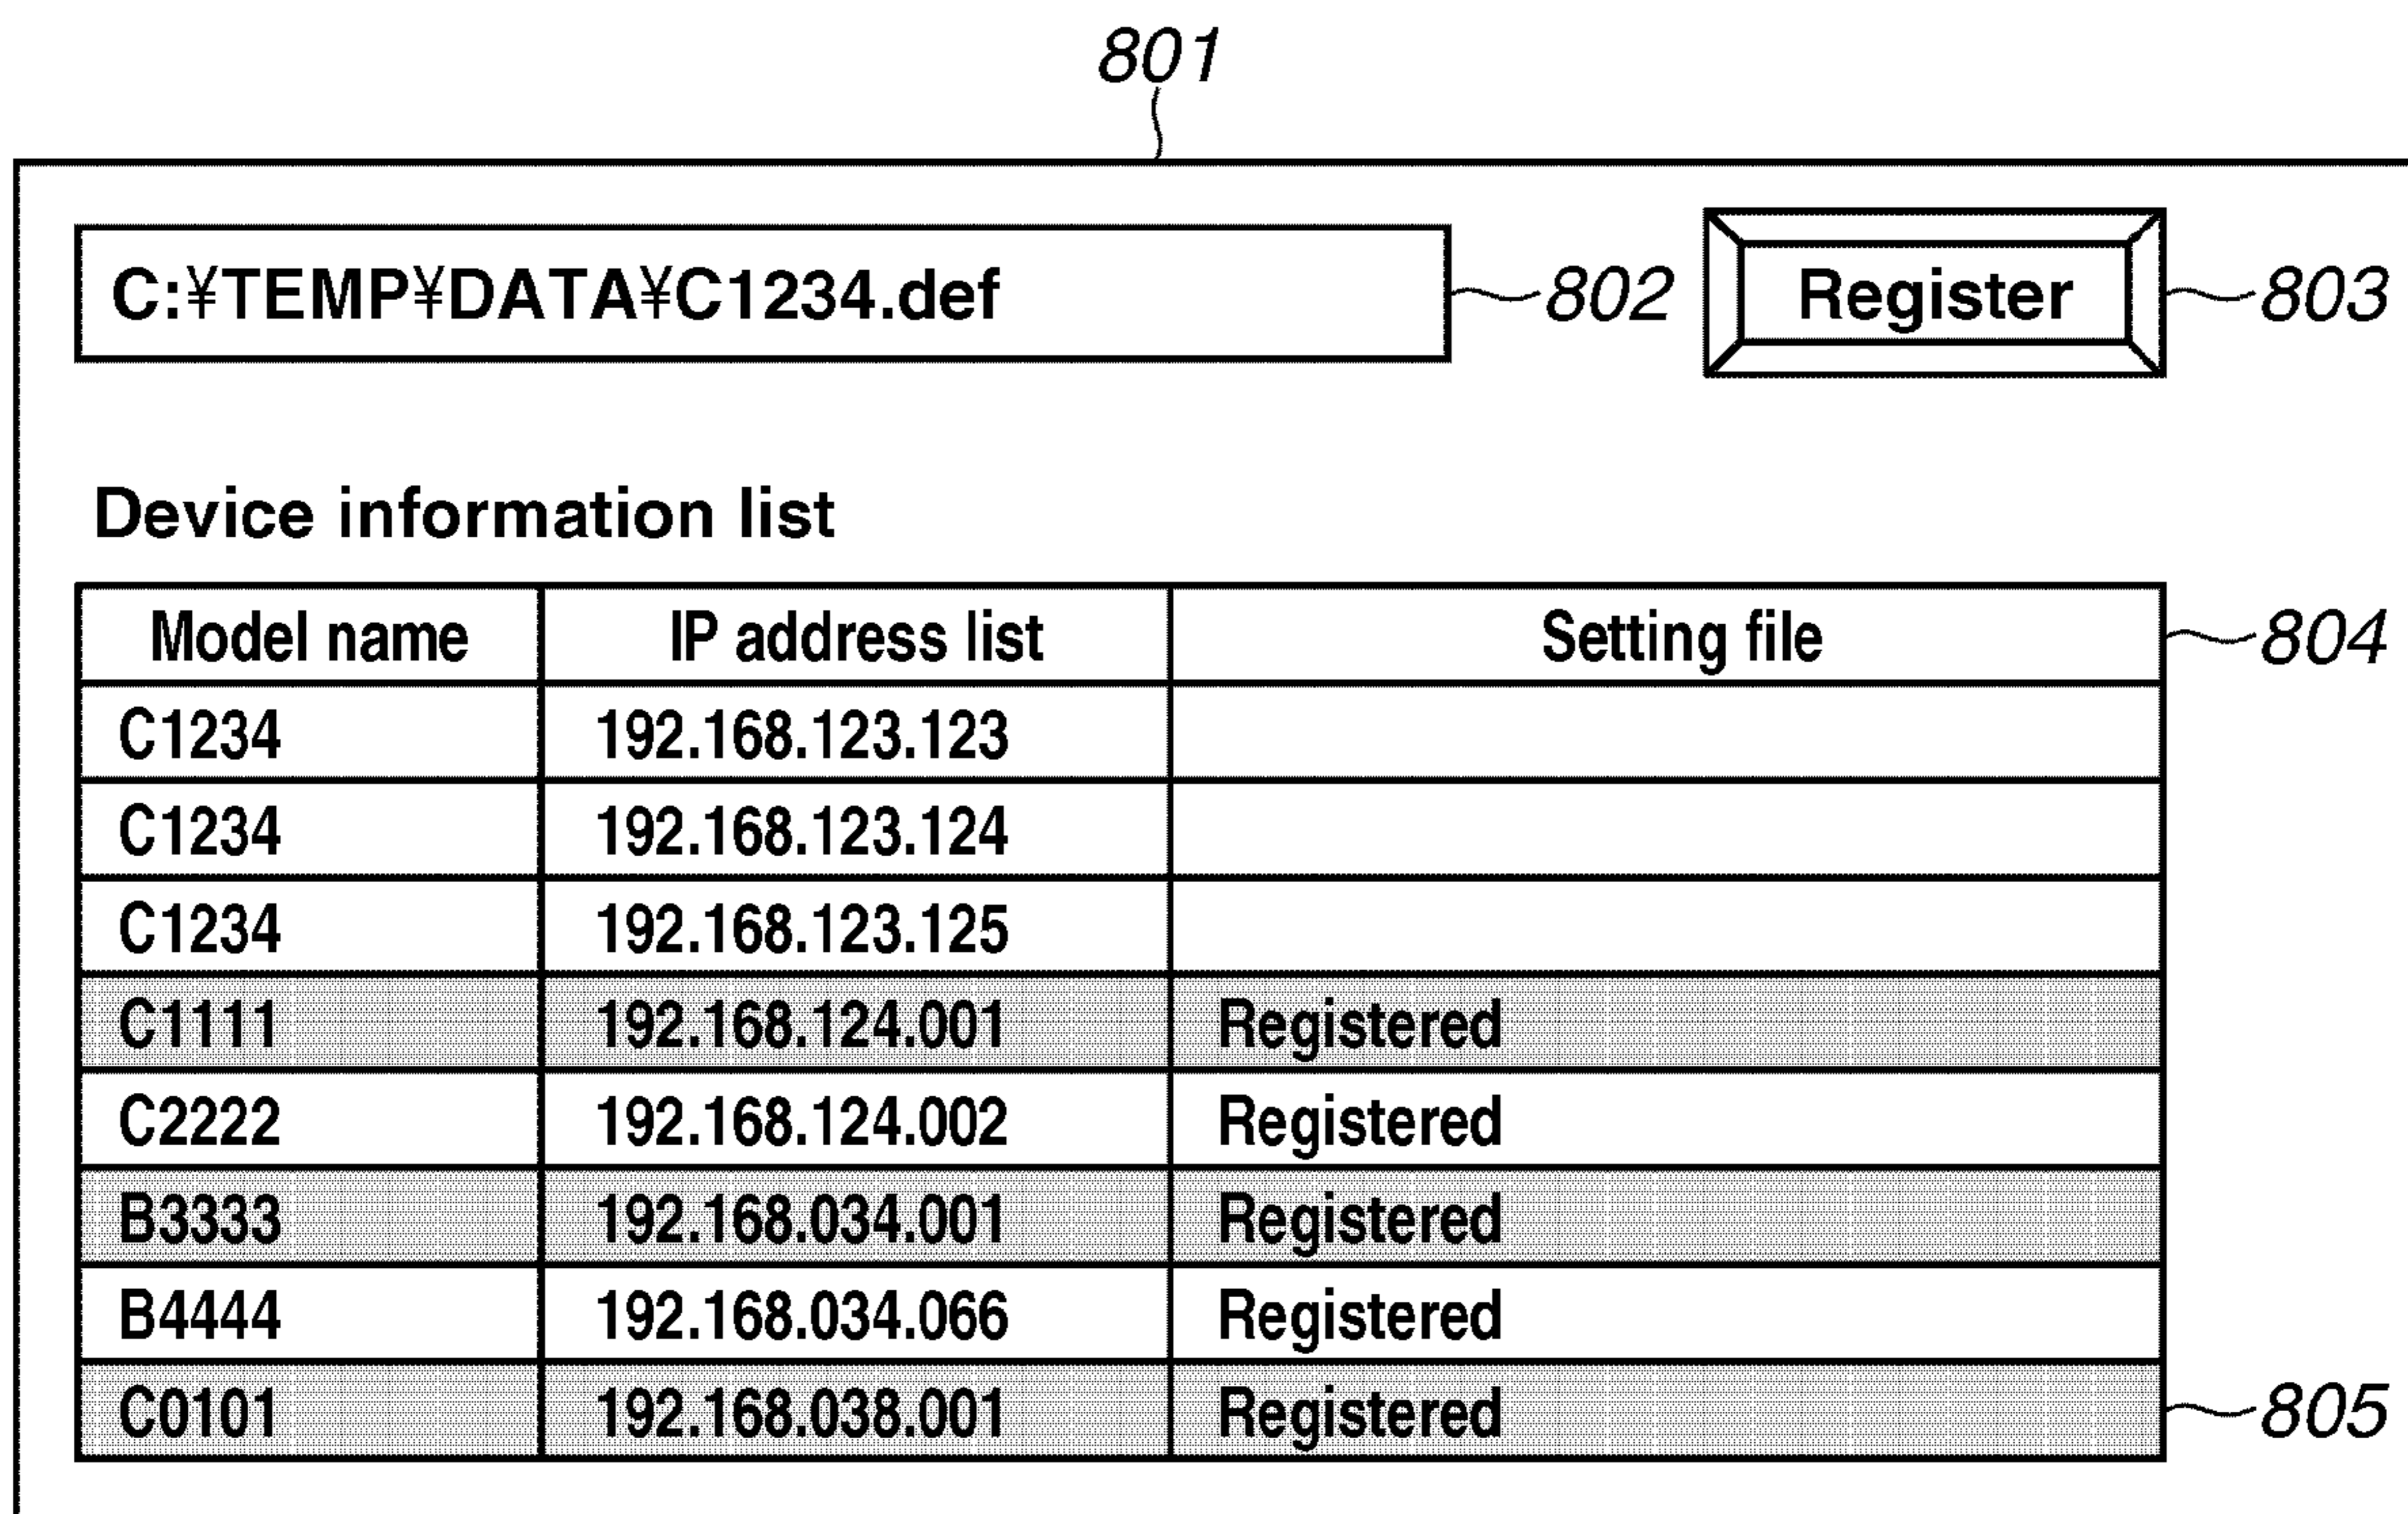 801
C:¥TEMP¥DATA¥C1234.def 802 Register 803
Device information list
Model name IP address list Setting file 804
C1234 192.168.123.123
C1234 192.168.123.124
C1234 192.168.123.125
C1111 192.168.124.001 Registered
C2222 192.168.124.002 Registered
B3333 192.168.034.001 Registered
B4444 192.168.034.066 Registered
C0101 192.168.038.001 Registered 805